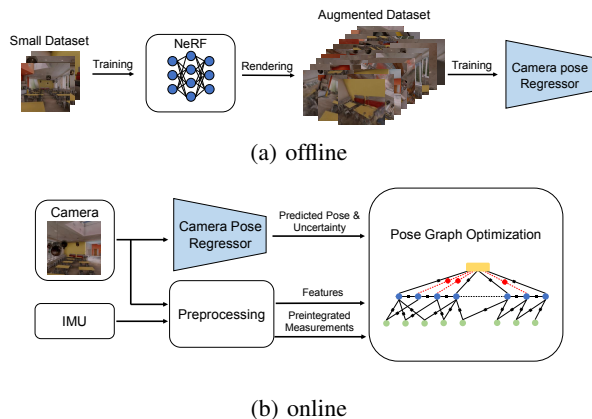 Small Dataset
Training
NeRF
Rendering
Augmented Dataset
Training
Camera pose
Regressor
(a) offline
Camera
Camera Pose
Regressor
Predicted Pose &
Uncertainty
Pose Graph Optimization
IMU
Preprocessing
Features
Preintegrated
Measurements
(b) online